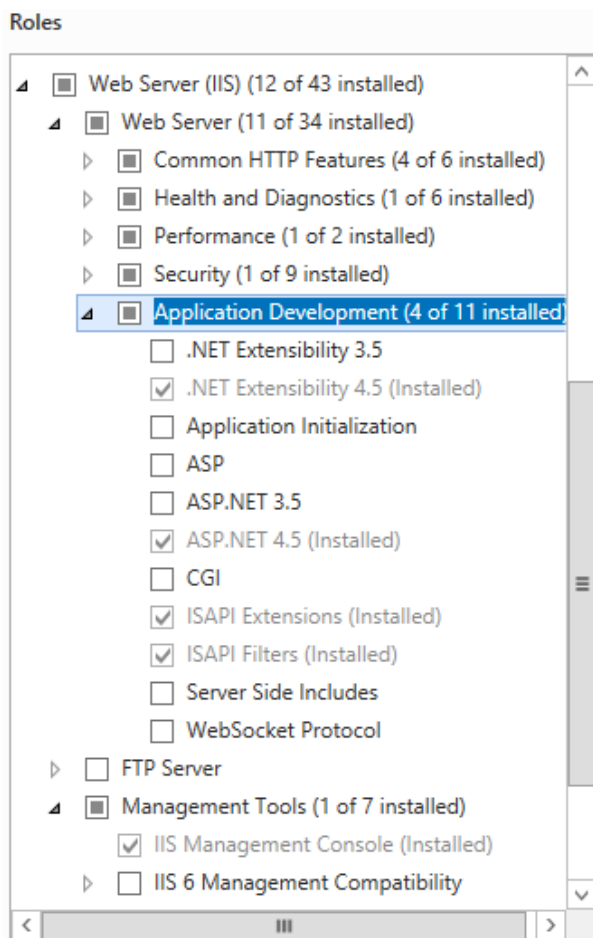 Roles
Web Server (IIS) (12 of 43 installed)
Web Server (11 of 34 installed)
Common HTTP Features (4 of 6 installed)
Health and Diagnostics (1 of 6 installed)
Performance (1 of 2 installed)
Security (1 of 9 installed)
Application Development (4 of 11 installed)
.NET Extensibility 3.5
.NET Extensibility 4.5 (Installed)
Application Initialization
ASP
ASP.NET 3.5
ASP.NET 4.5 (Installed)
CGI
ISAPI Extensions (Installed)
ISAPI Filters (Installed)
Server Side Includes
WebSocket Protocol
FTP Server
Management Tools (1 of 7 installed)
IIS Management Console (Installed)
IIS 6 Management Compatibility